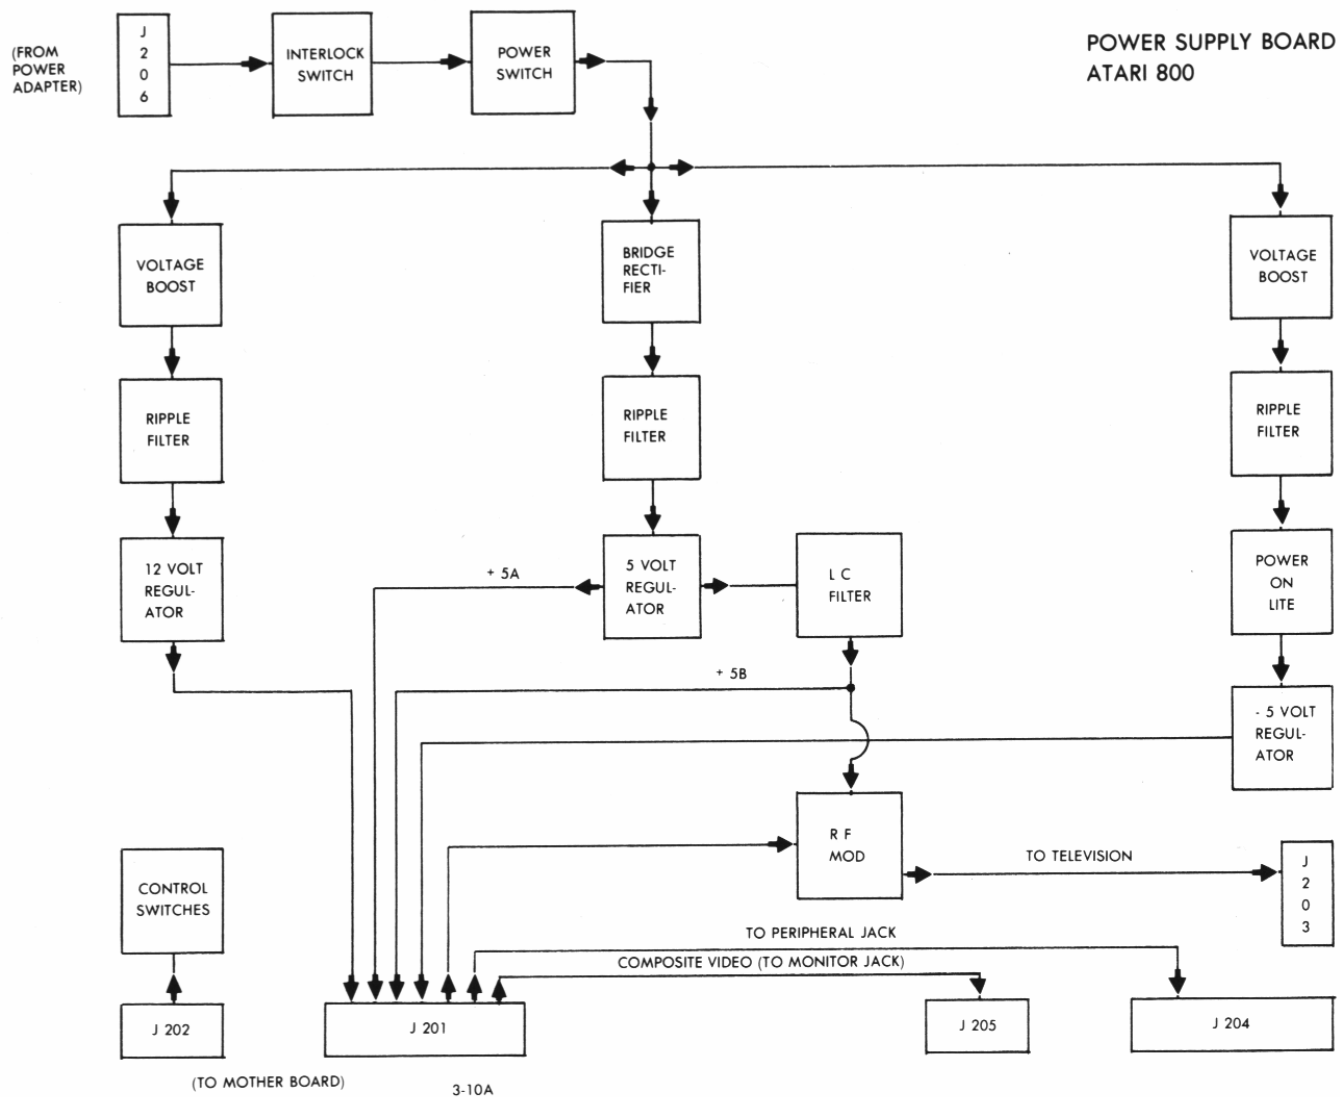 POWER SUPPLY BOARD
ATARI 800
(FROM
POWER
ADAPTER)
J
2
0
6
INTERLOCK
SWITCH
POWER
SWITCH
VOLTAGE
BOOST
BRIDGE
RECTI-
FIER
VOLTAGE
BOOST
RIPPLE
FILTER
RIPPLE
FILTER
RIPPLE
FILTER
12 VOLT
REGUL-
ATOR
+ 5A
5 VOLT
REGUL-
ATOR
L C
FILTER
POWER
ON
LITE
+ 5B
- 5 VOLT
REGUL-
ATOR
R F
MOD
TO TELEVISION
J
2
0
3
CONTROL
SWITCHES
TO PERIPHERAL JACK
COMPOSITE VIDEO (TO MONITOR JACK)
J 202
J 201
J 205
J 204
(TO MOTHER BOARD)
3-10A